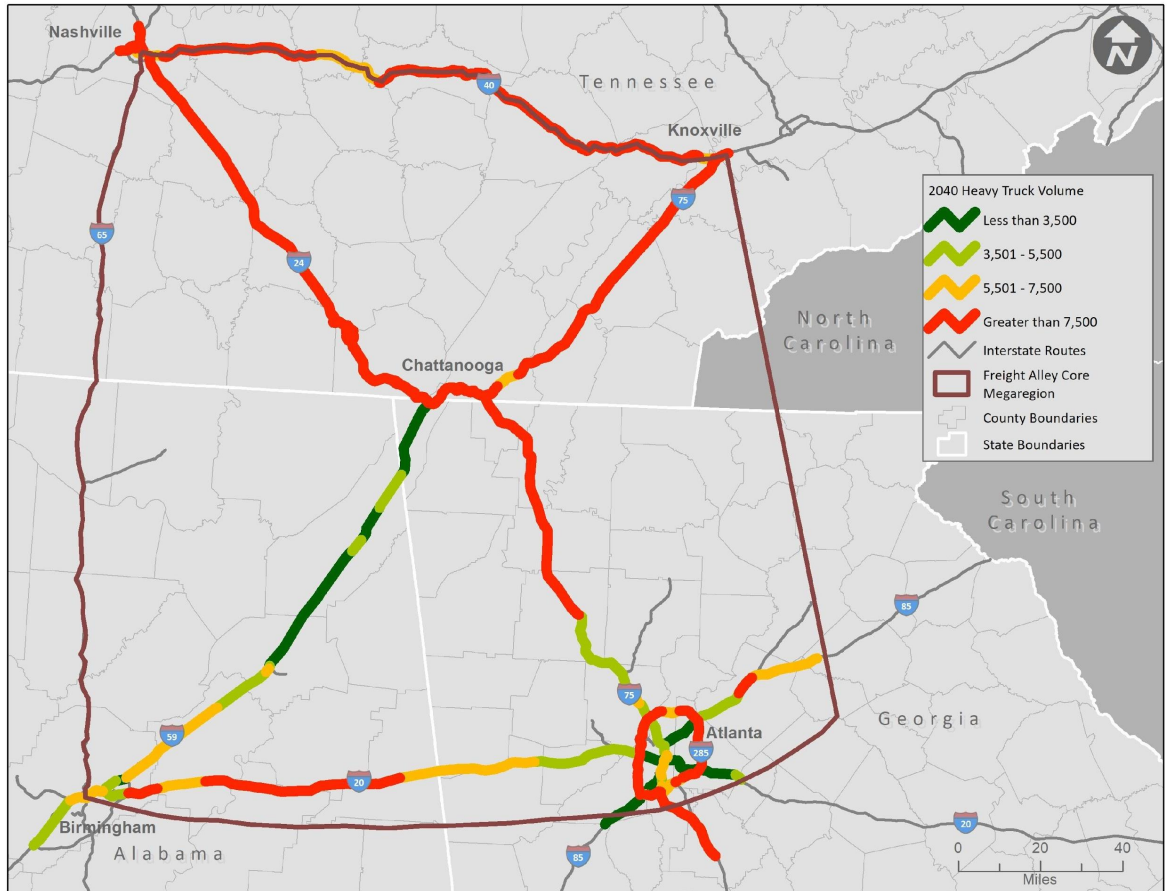 Nashville
N
Tennessee
40
Knoxville
75
65
24
2040 Heavy Truck Volume
Less than 3,500
3,501 - 5,500
5,501 - 7,500
Greater than 7,500
Interstate Routes
Freight Alley Core
Megaregion
County Boundaries
State Boundaries
North
Carolina
Chattanooga
South
Carolina
85
75
Georgia
Atlanta
59
285
20
Birmingham
Alabama
20
85
0 20 40
Miles